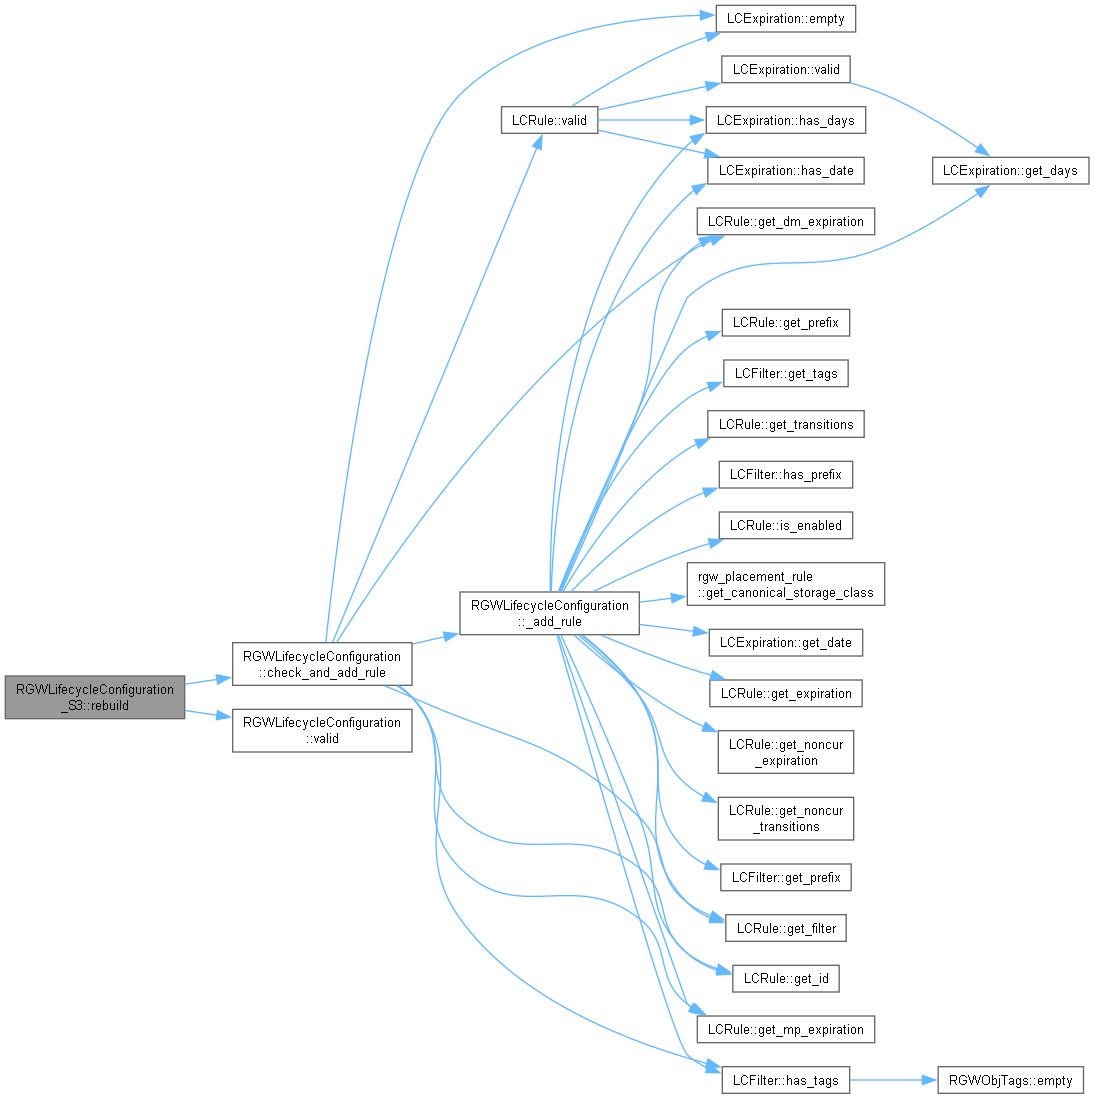 LCExpiration::empty
LCExpiration::valid
LCRule::valid
LCExpiration::has_days
LCExpiration::has_date
LCExpiration::get_days
LCRule::get_dm_expiration
LCRule::get_prefix
LCFilter::get_tags
LCRule::get_transitions
LCFilter::has_prefix
LCRule::is_enabled
rgw_placement_rule
::get_canonical_storage_class
RGWLifecycleConfiguration
::_add_rule
LCExpiration::get_date
RGWLifecycleConfiguration
::check_and_add_rule
RGWLifecycleConfiguration
_S3::rebuild
LCRule::get_expiration
RGWLifecycleConfiguration
::valid
LCRule::get_noncur
_expiration
LCRule::get_noncur
_transitions
LCFilter::get_prefix
LCRule::get_filter
LCRule::get_id
LCRule::get_mp_expiration
LCFilter::has_tags
RGWObjTags::empty